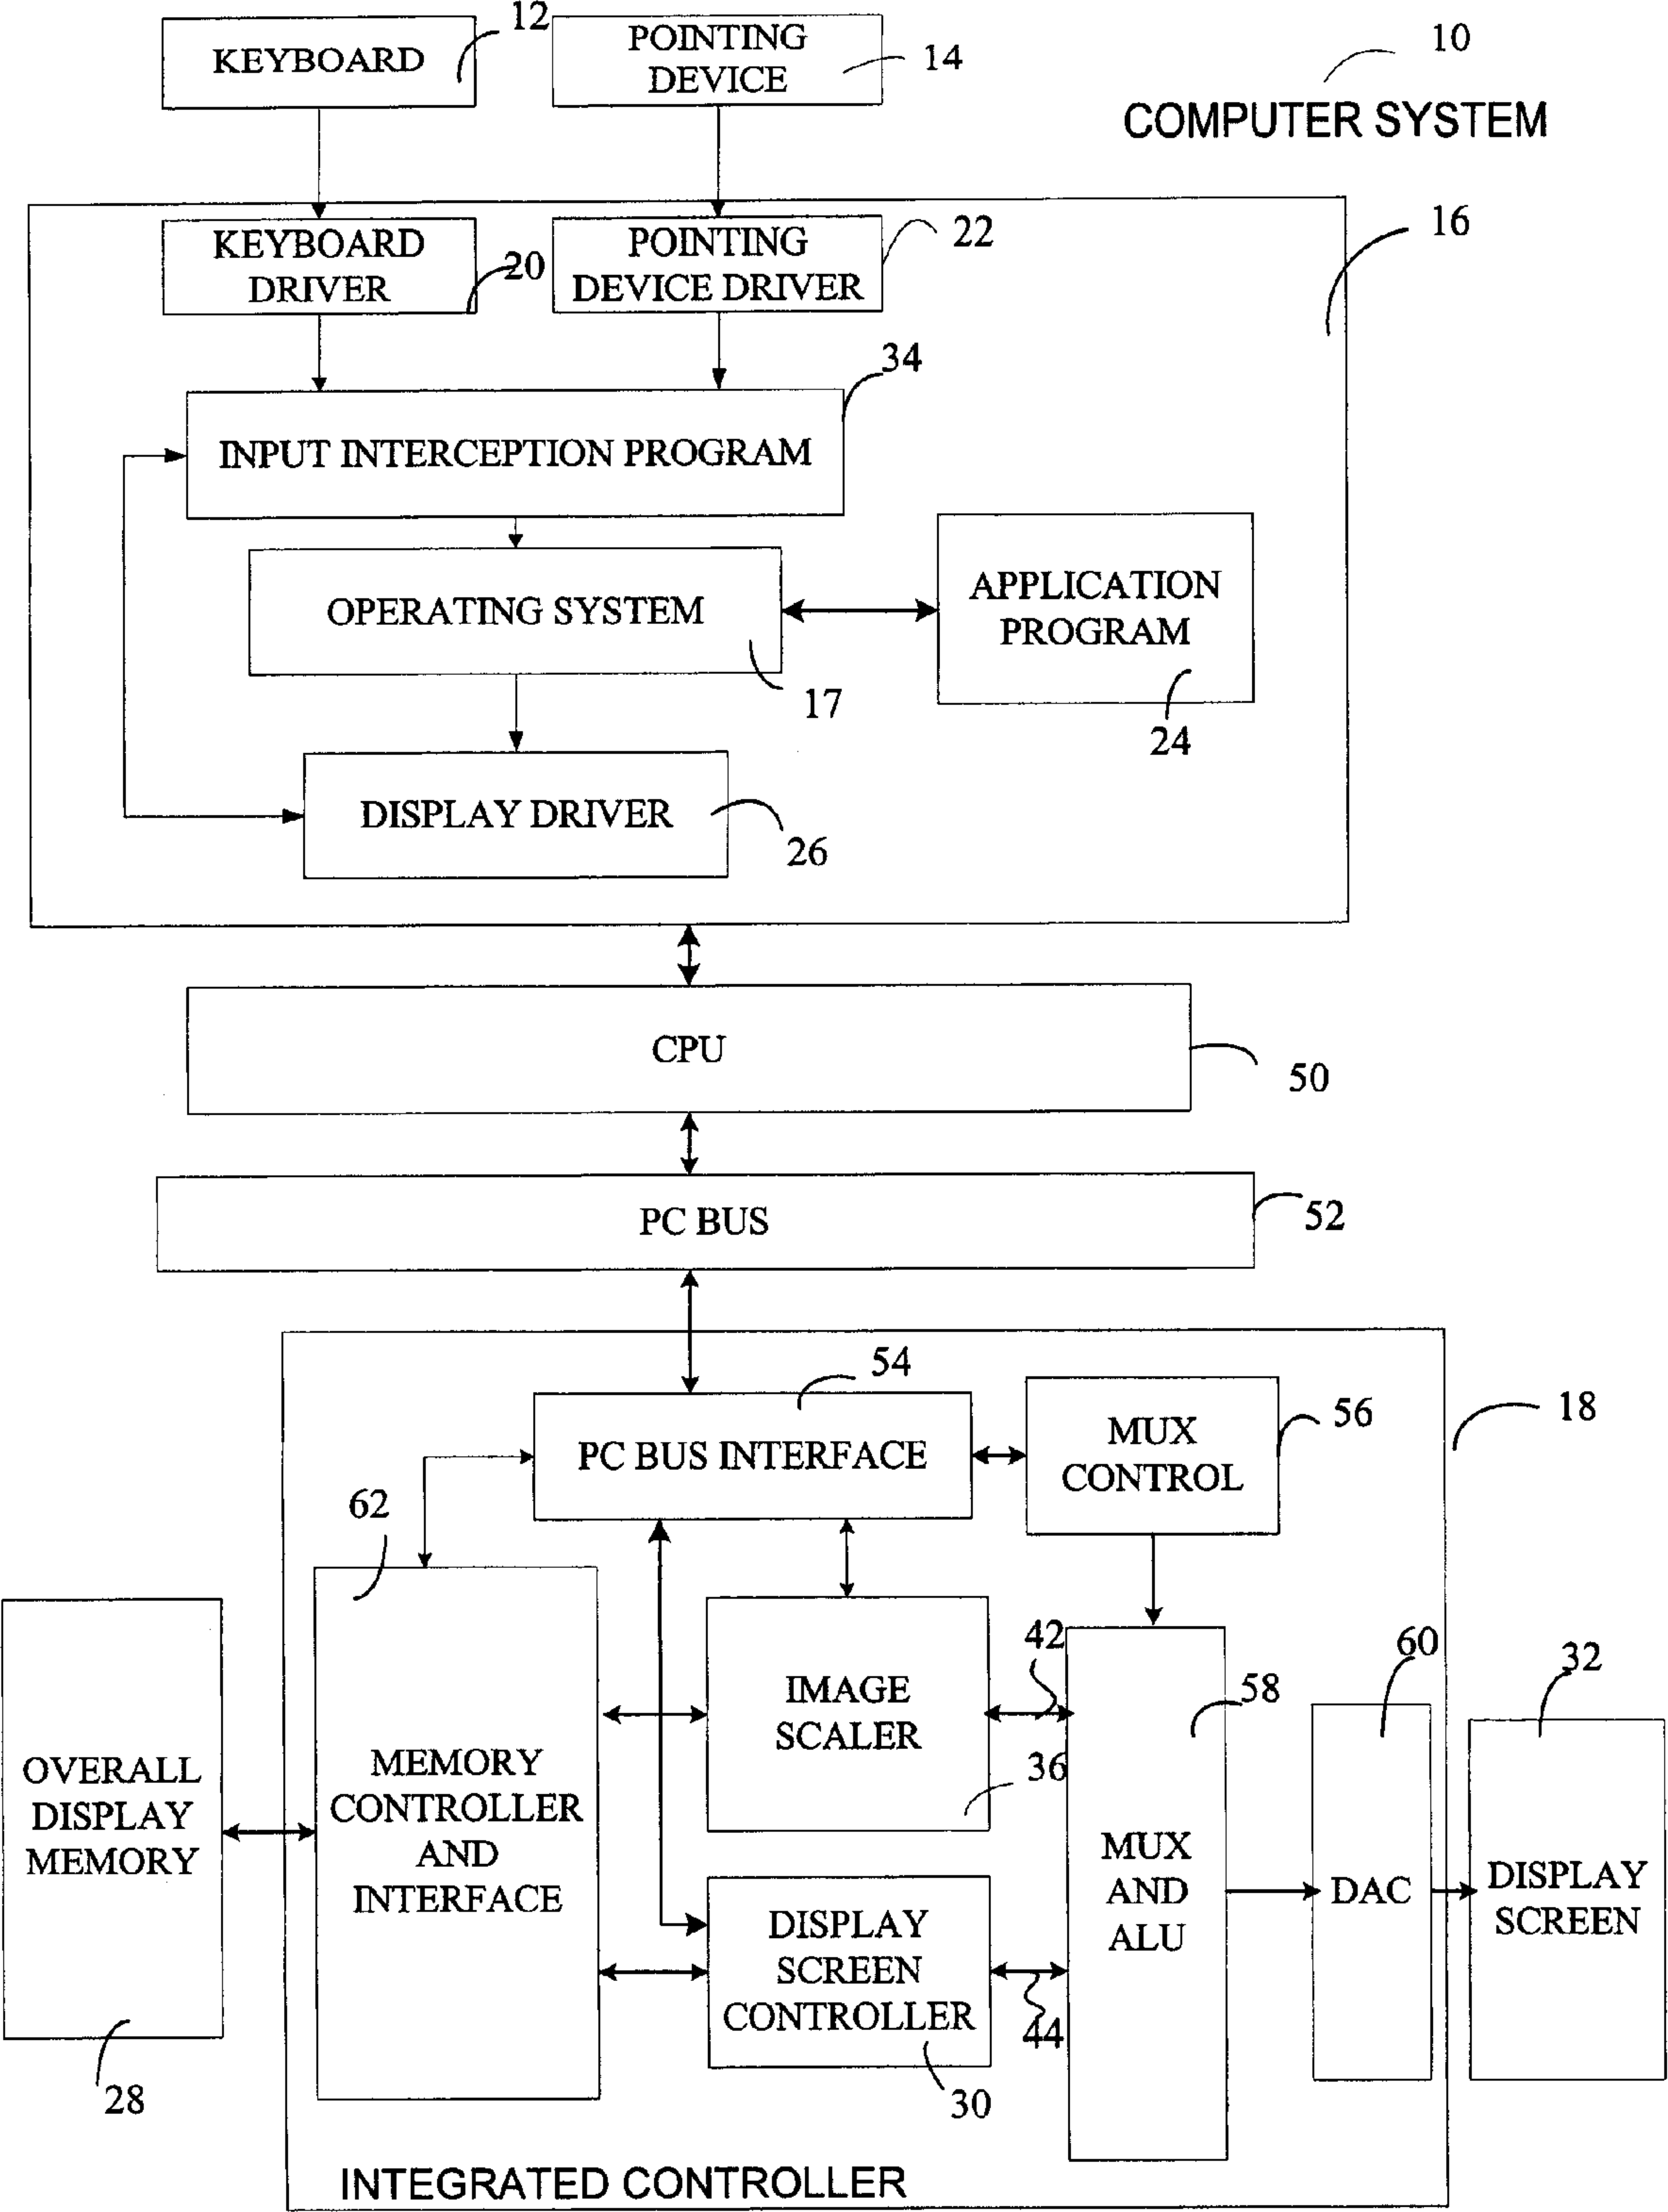 12
KEYBOARD
POINTING
DEVICE
14
10
COMPUTER SYSTEM
16
KEYBOARD
DRIVER
20
POINTING
DEVICE DRIVER
22
34
INPUT INTERCEPTION PROGRAM
OPERATING SYSTEM
17
APPLICATION
PROGRAM
24
DISPLAY DRIVER
26
CPU
50
PC BUS
52
54
PC BUS INTERFACE
MUX
CONTROL
56
18
62
MEMORY
CONTROLLER
AND
INTERFACE
IMAGE
SCALER
36
42
58
MUX
AND
ALU
60
DAC
32
DISPLAY
SCREEN
OVERALL
DISPLAY
MEMORY
28
DISPLAY
SCREEN
CONTROLLER
30
44
INTEGRATED CONTROLLER